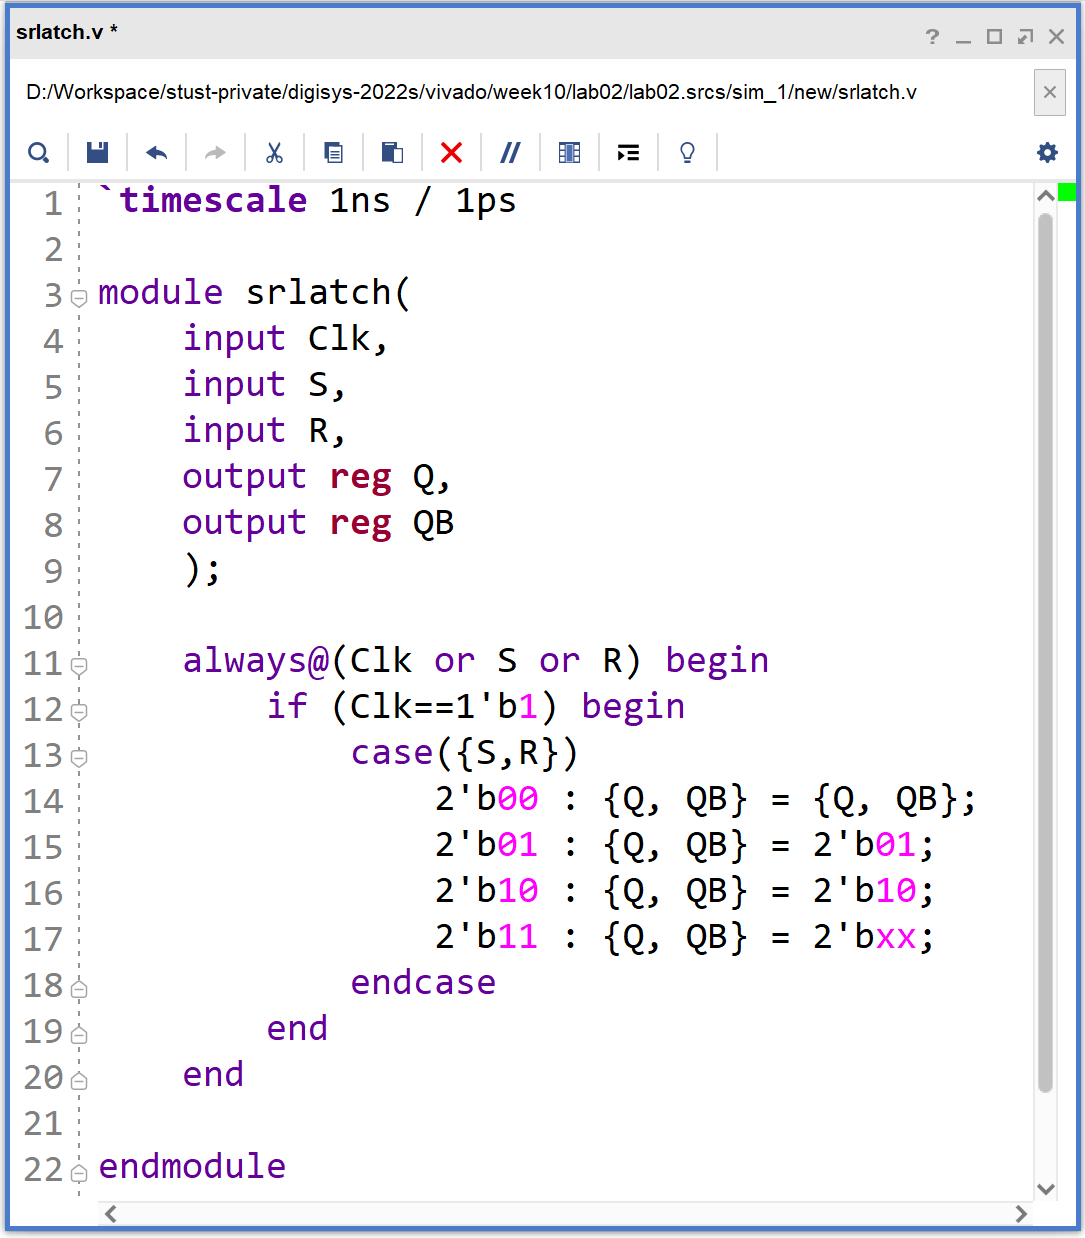 srlatch.v *
D:/Workspace/stust-private/digisys-2022s/vivado/week10/lab02/lab02.srcs/sim_1/new/srlatch.v
1 `timescale 1ns / 1ps
2
3 module srlatch(
4     input Clk,
5     input S,
6     input R,
7     output reg Q,
8     output reg QB
9     );
10
11     always@(Clk or S or R) begin
12         if (Clk==1'b1) begin
13             case({S,R})
14                 2'b00 : {Q, QB} = {Q, QB};
15                 2'b01 : {Q, QB} = 2'b01;
16                 2'b10 : {Q, QB} = 2'b10;
17                 2'b11 : {Q, QB} = 2'bxx;
18             endcase
19         end
20     end
21
22 endmodule